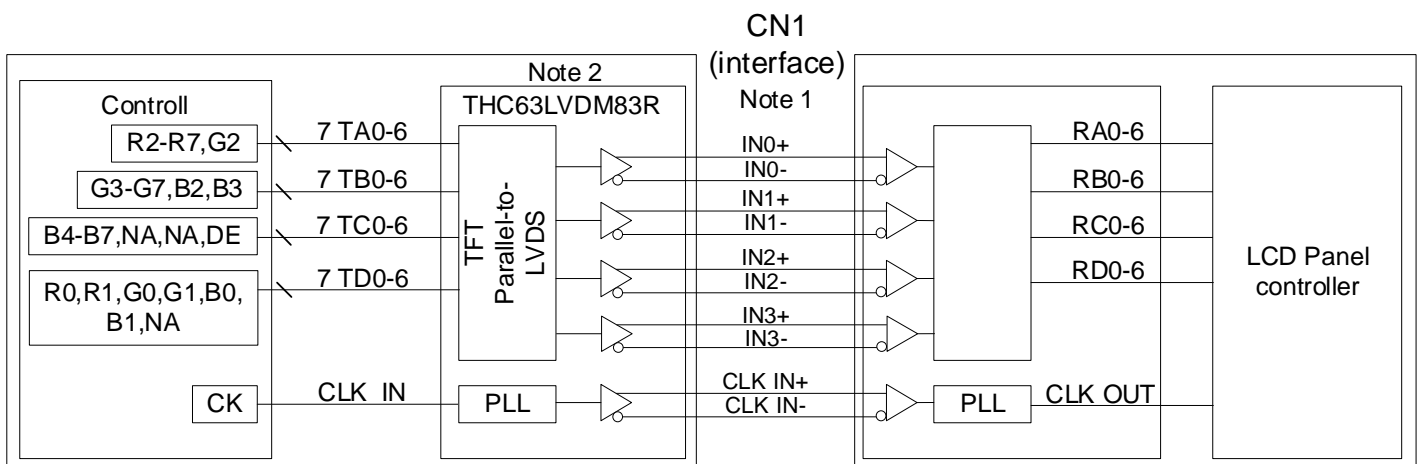 CN1
(interface)
Note 1
Note 2
THC63LVDM83R
Controll
R2-R7,G2
7 TA0-6
G3-G7,B2,B3
7 TB0-6
B4-B7,NA,NA,DE
7 TC0-6
R0,R1,G0,G1,B0,
B1,NA
7 TD0-6
CK
CLK IN
TFT
Parallel-to-
LVDS
PLL
IN0+
IN0-
IN1+
IN1-
IN2+
IN2-
IN3+
IN3-
CLK IN+
CLK IN-
PLL
RA0-6
RB0-6
RC0-6
RD0-6
CLK OUT
LCD Panel
controller